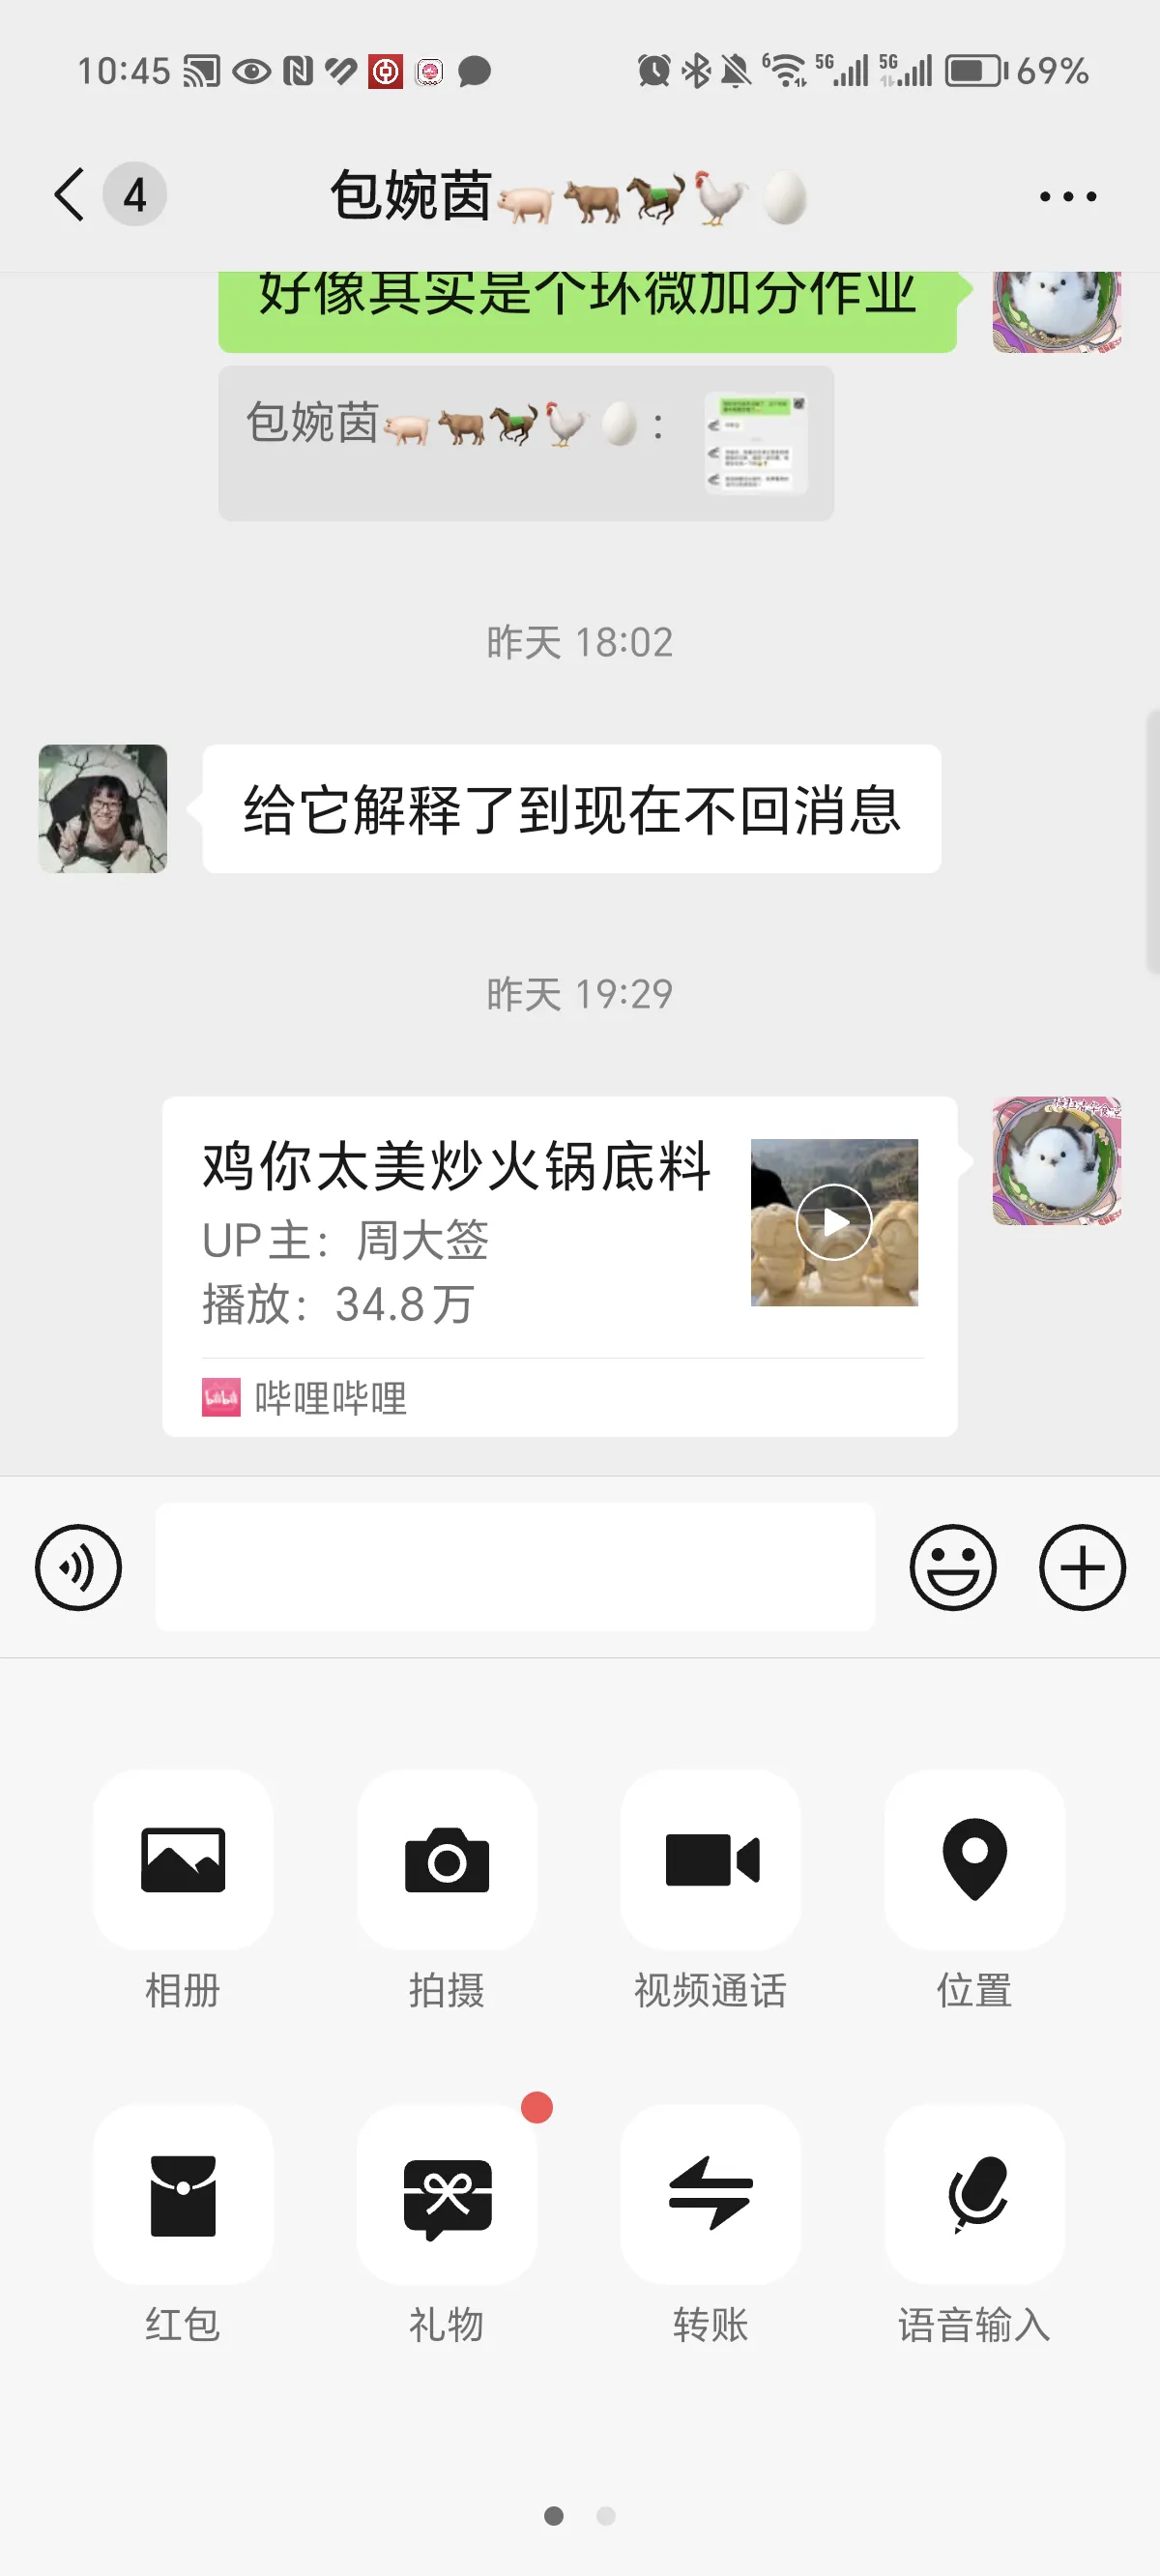 10:45
6 5G 5G 69%
4 包婉茵🐖🐂🐎🐓🥚
好像其实是个环微加分作业
包婉茵🐖🐂🐎🐓🥚：
昨天 18:02
给它解释了到现在不回消息
昨天 19:29
鸡你太美炒火锅底料
UP主：周大签
播放：34.8万
哔哩哔哩
相册 拍摄 视频通话 位置
红包 礼物 转账 语音输入